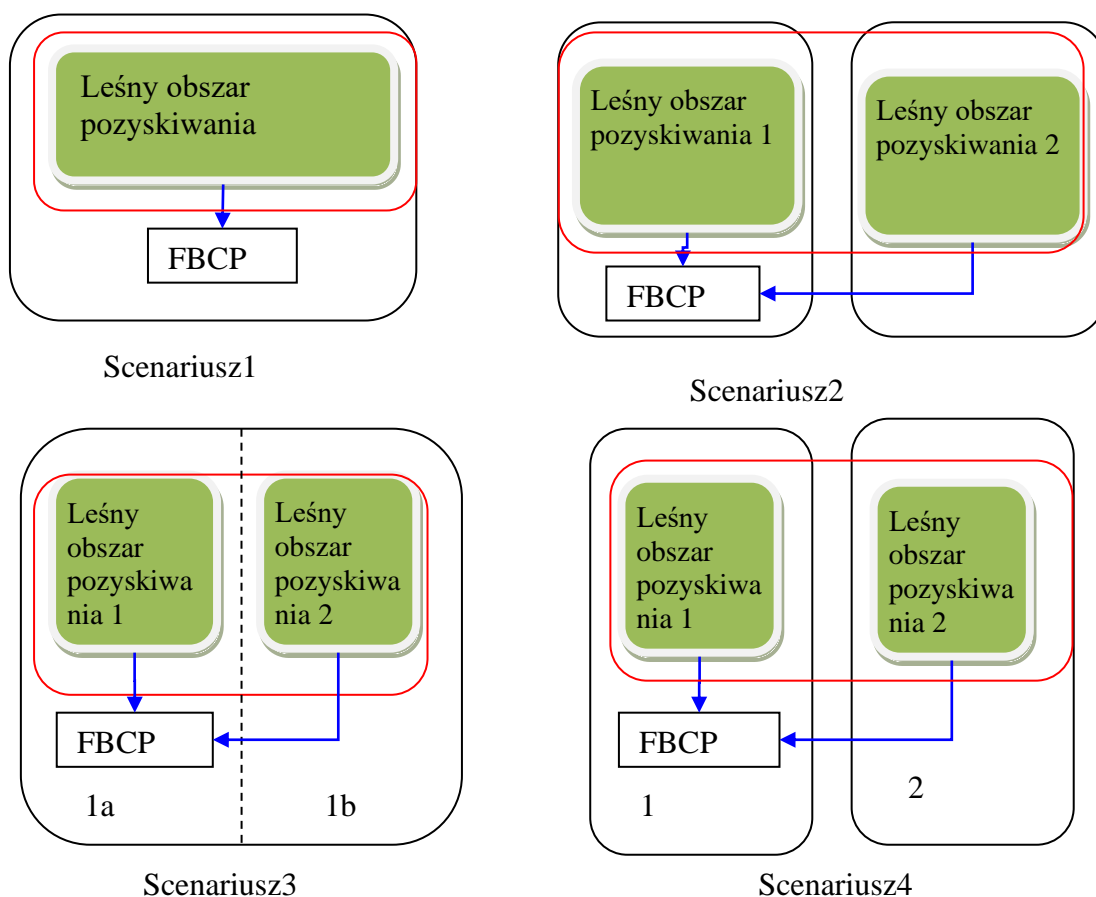 Leśny obszar
pozyskiwania
FBCP
Scenariusz1
Leśny obszar
pozyskiwania 1
Leśny obszar
pozyskiwania 2
FBCP
Scenariusz2
Leśny
obszar
pozyskiwa
nia 1
Leśny
obszar
pozyskiwa
nia 2
FBCP
1a
1b
Scenariusz3
Leśny
obszar
pozyskiwa
nia 1
Leśny
obszar
pozyskiwa
nia 2
FBCP
1
2
Scenariusz4